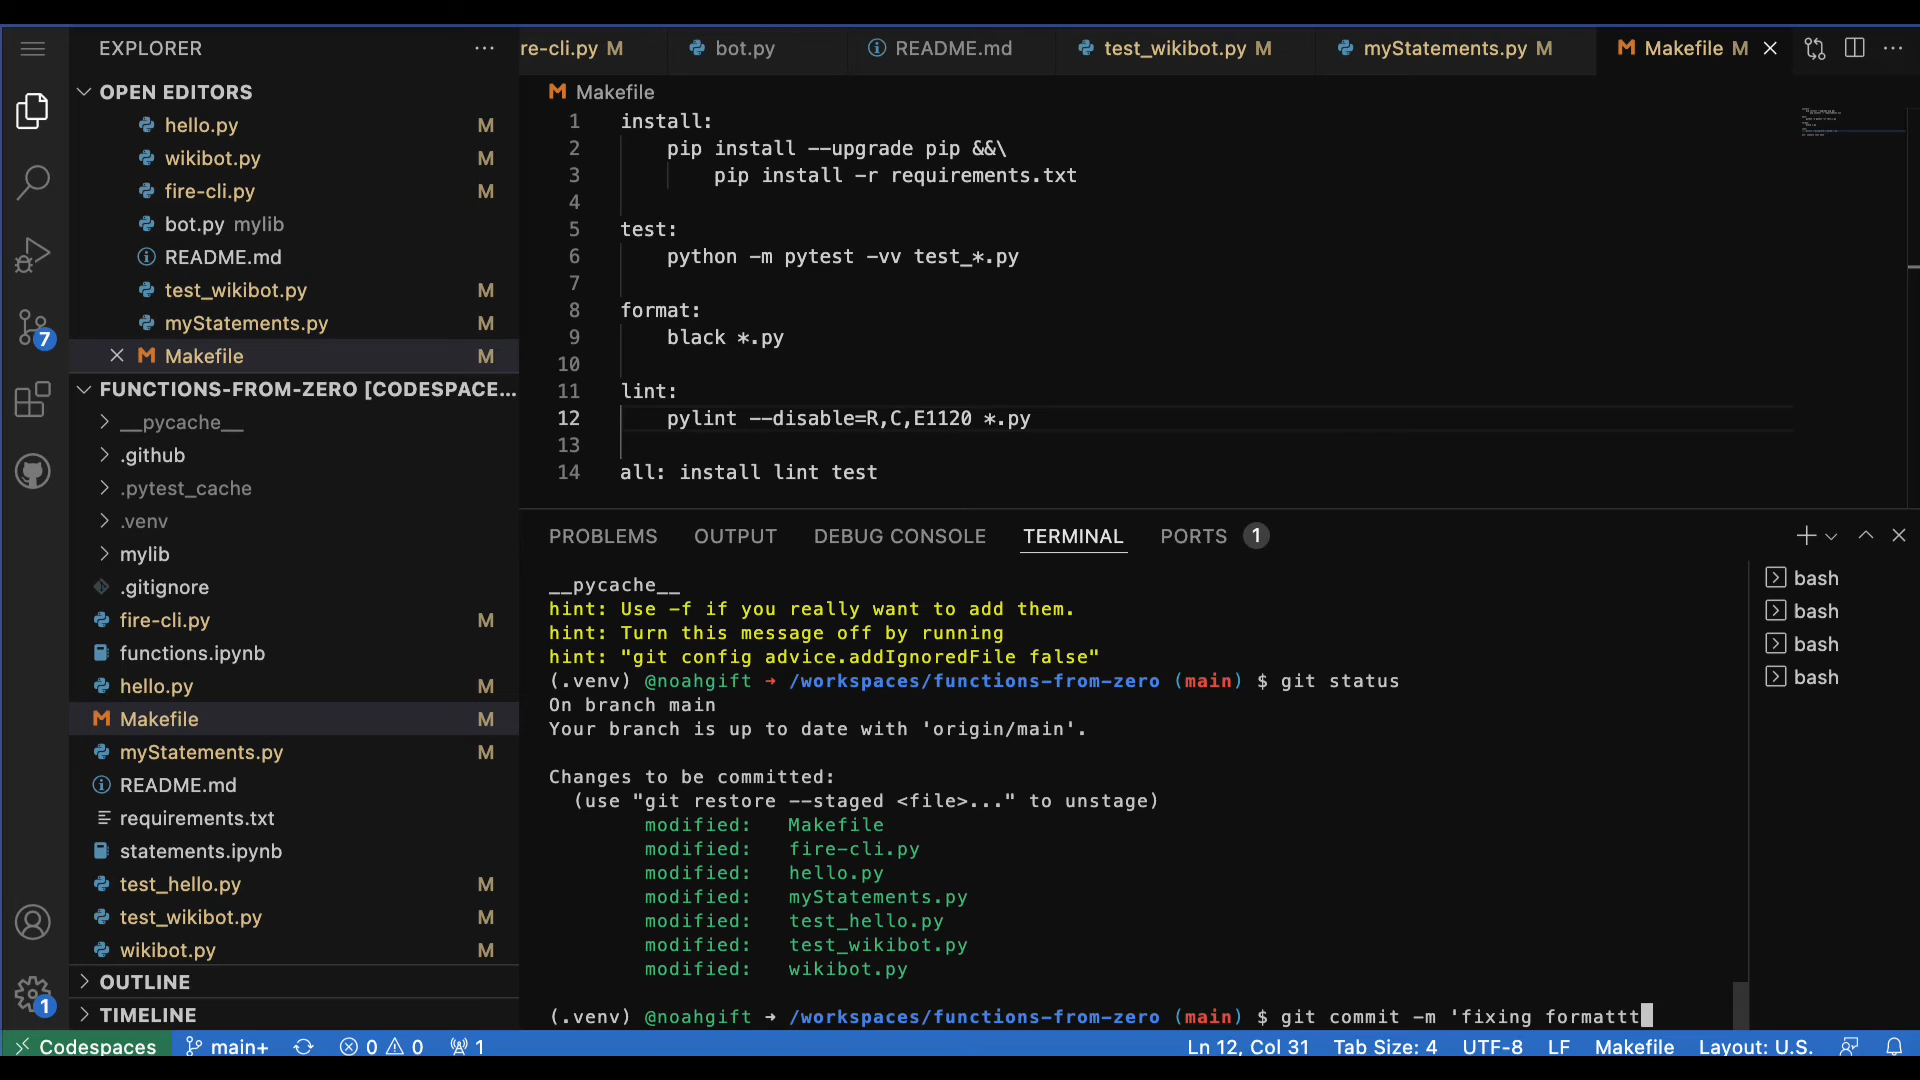 EXPLORER
OPEN EDITORS
hello.py M
wikibot.py M
fire-cli.py M
bot.py mylib
README.md
test_wikibot.py M
myStatements.py M
Makefile M
FUNCTIONS-FROM-ZERO [CODESPACE...
__pycache__
.github
.pytest_cache
.venv
mylib
.gitignore
fire-cli.py M
functions.ipynb
hello.py M
Makefile M
myStatements.py M
README.md
requirements.txt
statements.ipynb
test_hello.py M
test_wikibot.py M
wikibot.py M
OUTLINE
TIMELINE
7
1
re-cli.py M bot.py README.md test_wikibot.py M myStatements.py M Makefile M
Makefile
1 install:
2 pip install --upgrade pip &&\
3 pip install -r requirements.txt
4
5 test:
6 python -m pytest -vv test_*.py
7
8 format:
9 black *.py
10
11 lint:
12 pylint --disable=R,C,E1120 *.py
13
14 all: install lint test
PROBLEMS OUTPUT DEBUG CONSOLE TERMINAL PORTS 1
__pycache__
hint: Use -f if you really want to add them.
hint: Turn this message off by running
hint: "git config advice.addIgnoredFile false"
(.venv) @noahgift → /workspaces/functions-from-zero (main) $ git status
On branch main
Your branch is up to date with 'origin/main'.
Changes to be committed:
(use "git restore --staged <file>..." to unstage)
modified: Makefile
modified: fire-cli.py
modified: hello.py
modified: myStatements.py
modified: test_hello.py
modified: test_wikibot.py
modified: wikibot.py
(.venv) @noahgift → /workspaces/functions-from-zero (main) $ git commit -m 'fixing formattt
bash
bash
bash
bash
Codespaces main+ 0 0 1 Ln 12, Col 31 Tab Size: 4 UTF-8 LF Makefile Layout: U.S.